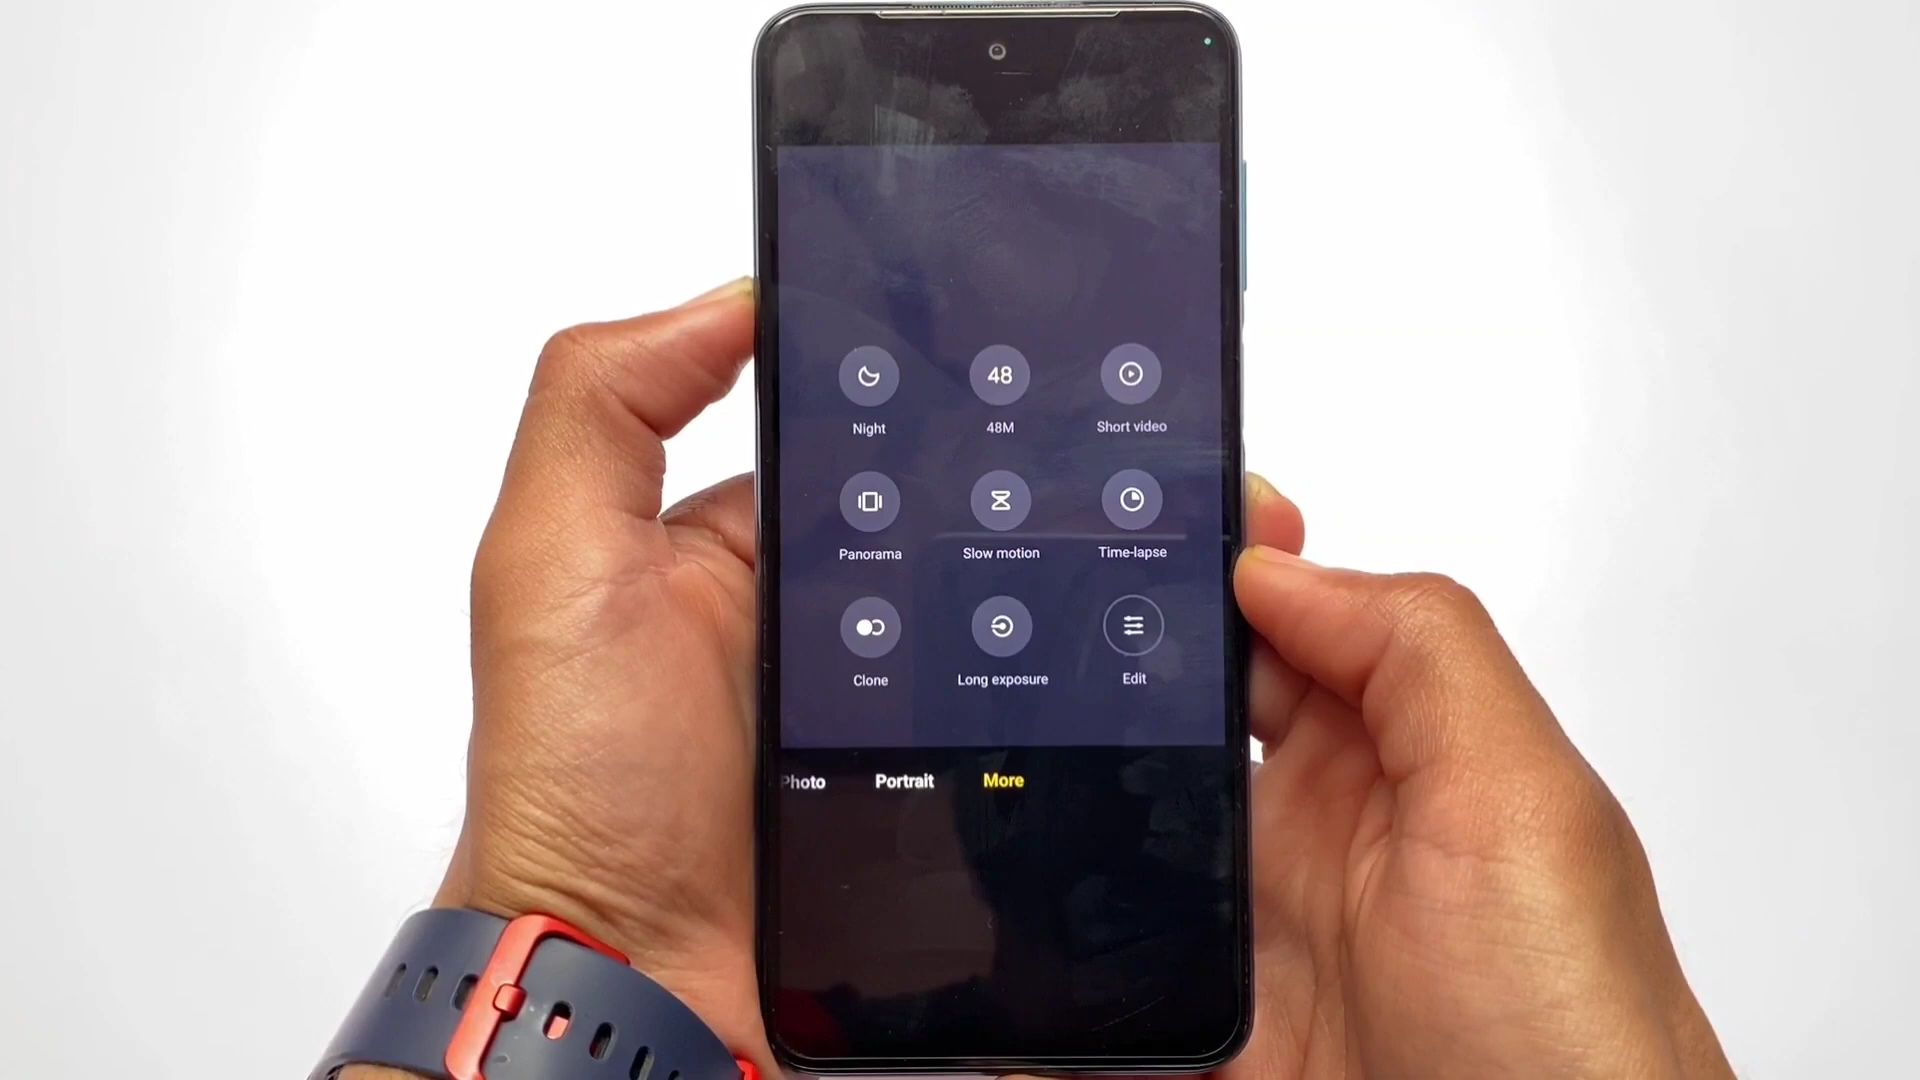 48
Night
48M
Short video
Panorama
Slow motion
Time-lapse
Clone
Long exposure
Edit
Photo
Portrait
More